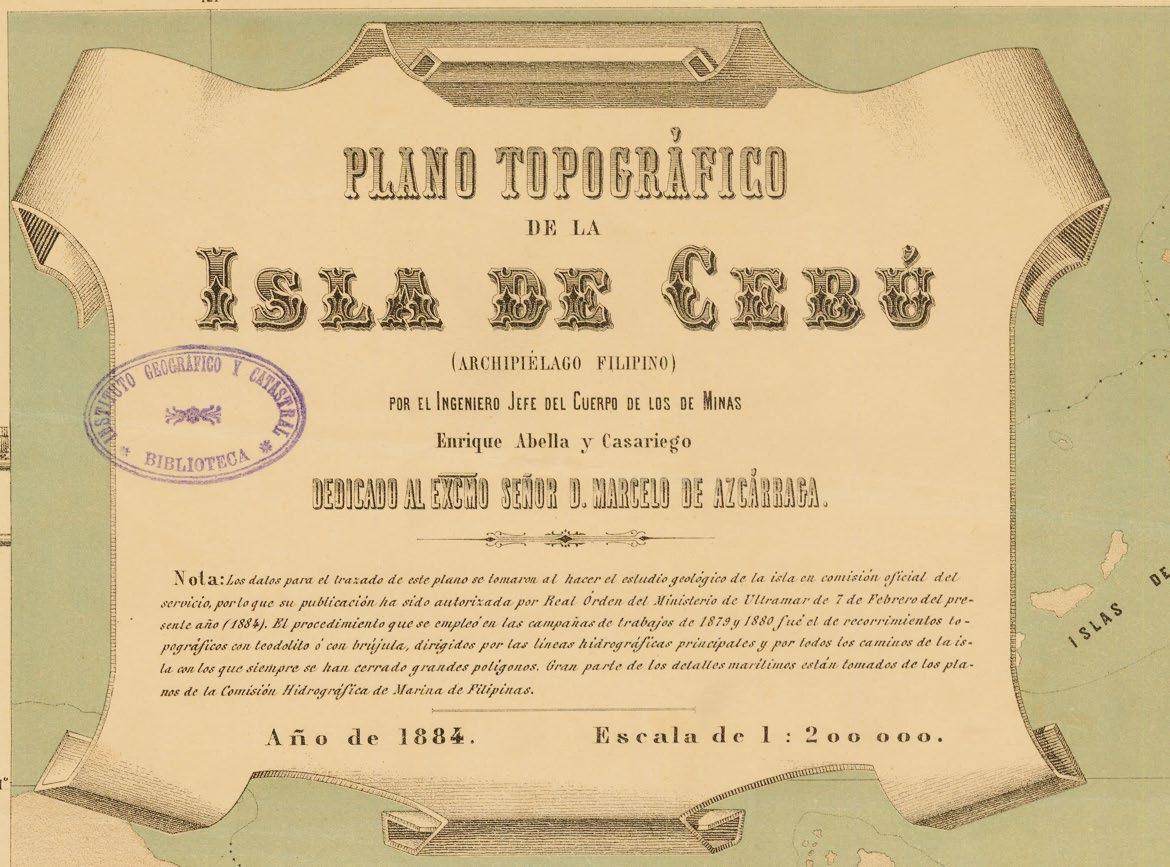 PLANO TOPOGRÁFICO
DE LA
ISLA DE CEBÚ
(ARCHIPIÉLAGO FILIPINO)
POR EL INGENIERO JEFE DEL CUERPO DE LOS DE MINAS
Enrique Abella y Casariego
DEDICADO AL EXCMO SEÑOR D. MARCELO DE AZCÁRRAGA.
INSTITUTO GEOGRÁFICO Y CATASTRAL
BIBLIOTECA
Nota: Los datos para el trazado de este plano se tomaron al hacer el estudio geológico de la isla en comisión oficial del
servicio, por lo que su publicación ha sido autorizada por Real Órden del Ministerio de Ultramar de 7 de Febrero del pre-
sente año (1884). El procedimiento que se empleó en las campañas de trabajos de 1879 y 1880 fué el de recorrimientos to-
pográficos con teodolito ó con brújula, dirigidos por las líneas hidrográficas principales y por todos los caminos de la is-
la con los que siempre se han cerrado grandes polígonos. Gran parte de los detalles marítimos están tomados de los pla-
nos de la Comisión Hidrográfica de Marina de Filipinas.
Año de 1884. Escala de 1 : 200 000.
ISLAS DE